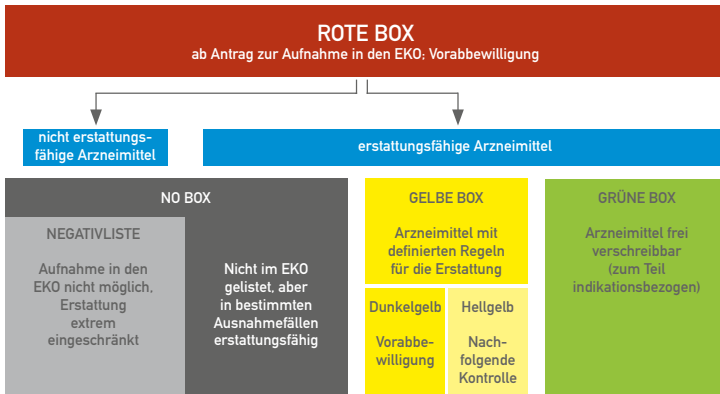 ROTE BOX
ab Antrag zur Aufnahme in den EKO; Vorabbewilligung
nicht erstattungs-
fähige Arzneimittel
erstattungsfähige Arzneimittel
NO BOX
NEGATIVLISTE
Aufnahme in den
EKO nicht möglich,
Erstattung
extrem
eingeschränkt
Nicht im EKO
gelistet, aber
in bestimmten
Ausnahmefällen
erstattungsfähig
GELBE BOX
Arzneimittel mit
definierten Regeln
für die Erstattung
Dunkelgelb
Vorabbe-
willigung
Hellgelb
Nach-
folgende
Kontrolle
GRÜNE BOX
Arzneimittel frei
verschreibbar
(zum Teil
indikationsbezogen)